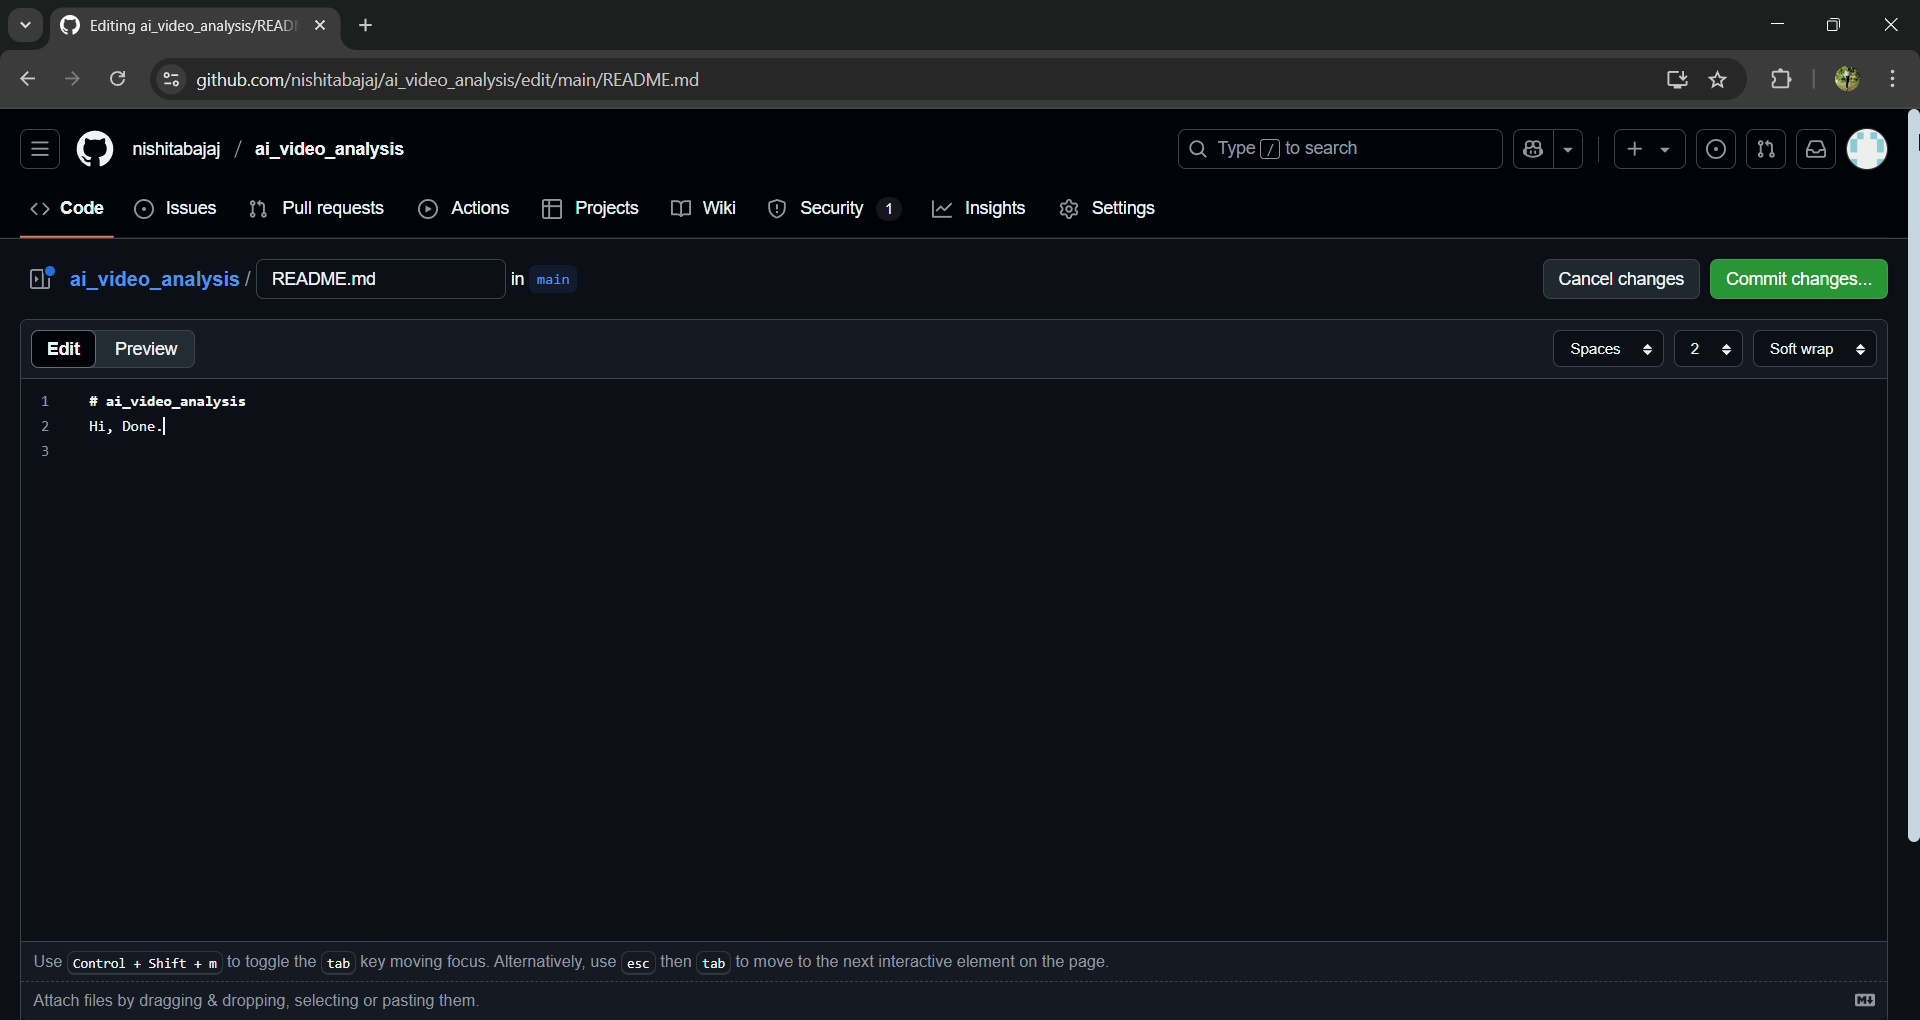 Editing ai_video_analysis/READ
github.com/nishitabajaj/ai_video_analysis/edit/main/README.md
nishitabajaj / ai_video_analysis
Type / to search
Code Issues Pull requests Actions Projects Wiki Security 1 Insights Settings
ai_video_analysis / README.md in main
Cancel changes Commit changes...
Edit Preview
Spaces 2 Soft wrap
1 # ai_video_analysis
2 Hi, Done.
3
Use Control + Shift + m to toggle the tab key moving focus. Alternatively, use esc then tab to move to the next interactive element on the page.
Attach files by dragging & dropping, selecting or pasting them.